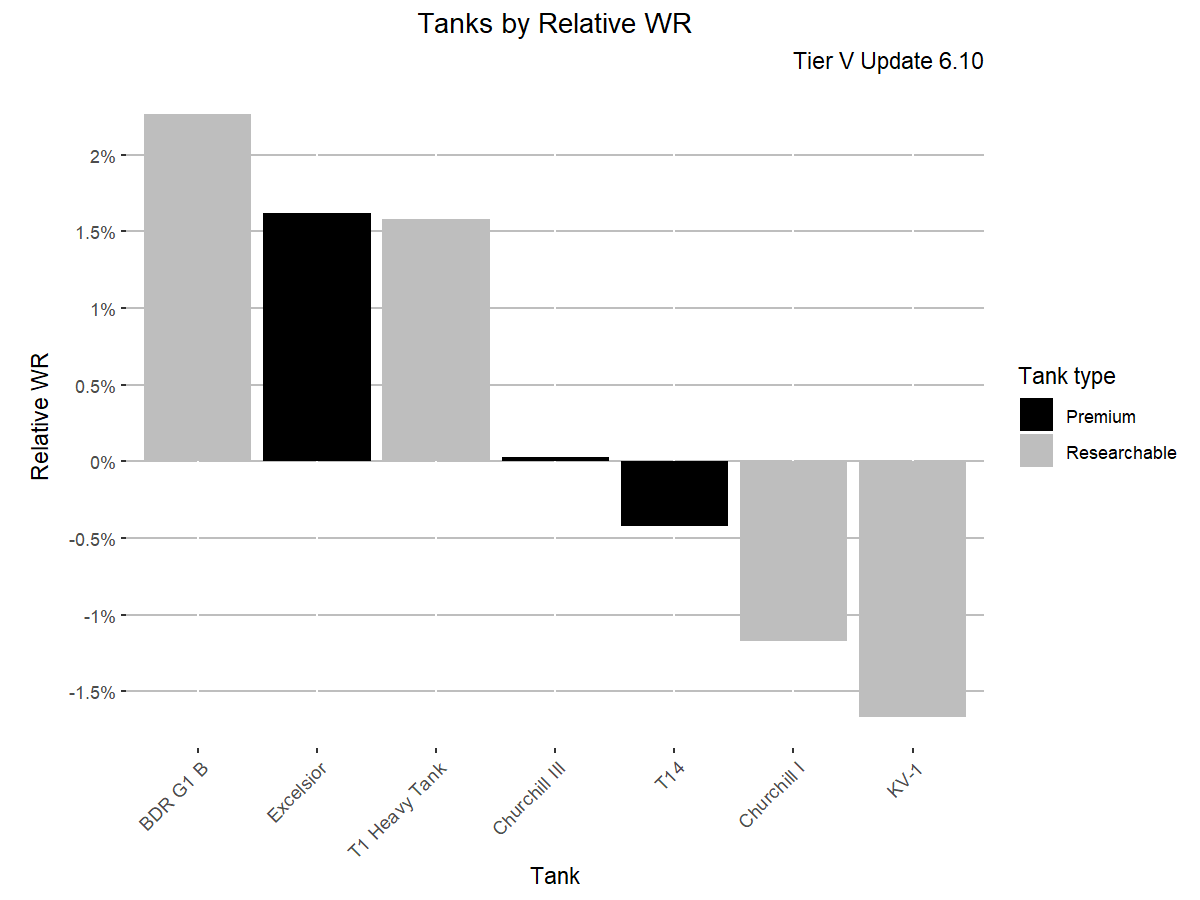 Tanks by Relative WR
Tier V Update 6.10
Relative WR
2%
1.5%
1%
0.5%
0%
-0.5%
-1%
-1.5%
BDR G1 B
Excelsior
T1 Heavy Tank
Churchill III
T14
Churchill I
KV-1
Tank
Tank type
Premium
Researchable